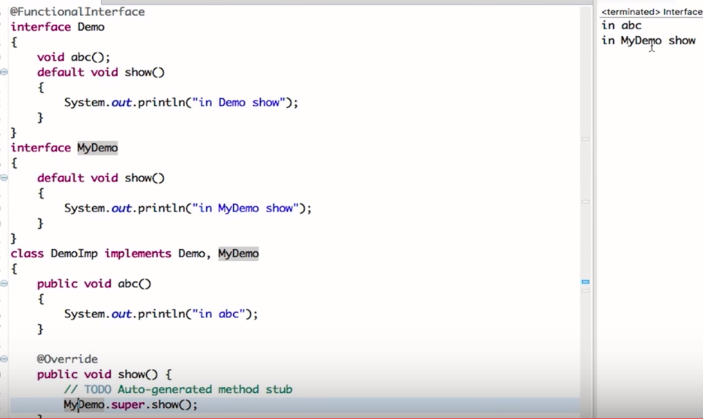 @FunctionalInterface
interface Demo
{
void abc();
default void show()
{
System.out.println("in Demo show");
}
}
interface MyDemo
{
default void show()
{
System.out.println("in MyDemo show");
}
}
class DemoImp implements Demo, MyDemo
{
public void abc()
{
System.out.println("in abc");
}
@Override
public void show() {
// TODO Auto-generated method stub
MyDemo.super.show();
<terminated> Interface
in abc
in MyDemo show